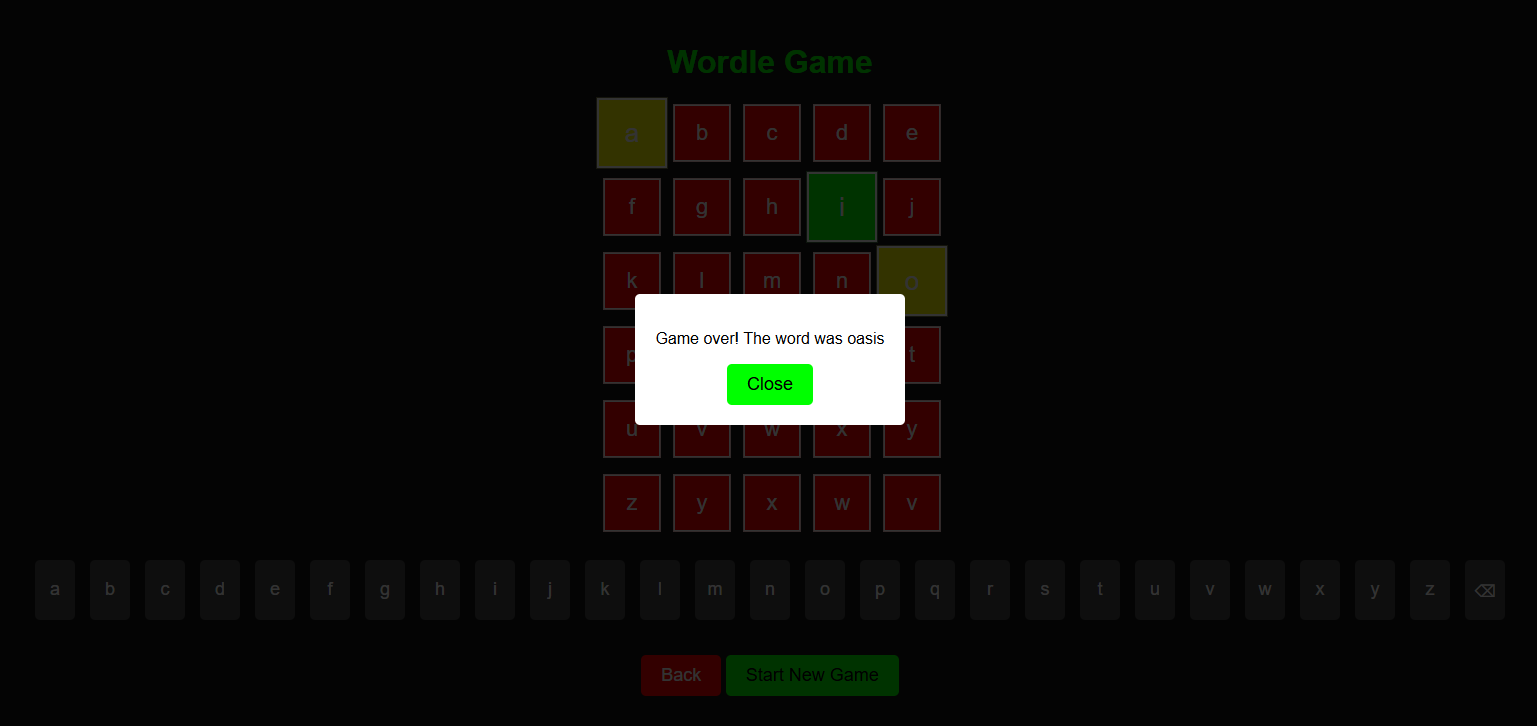 Wordle Game
a b c d e
f g h i j
k l m n o
Game over! The word was oasis
p t
Close
u v w x y
z y x w v
a b c d e f g h i j k l m n o p q r s t u v w x y z ⌫
Back Start New Game